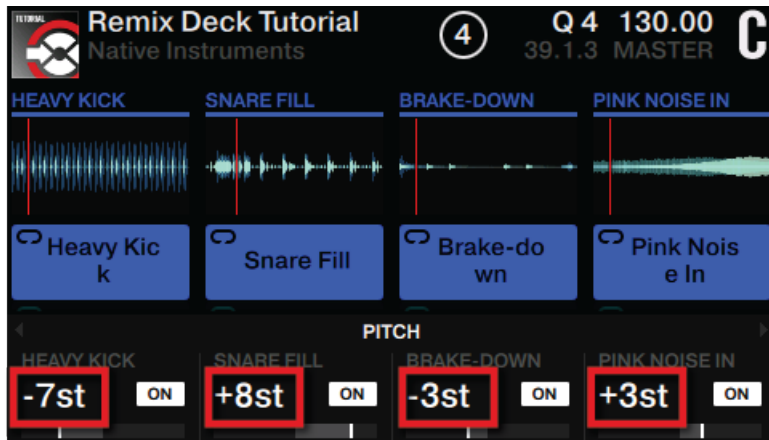 TUTORIAL
Remix Deck Tutorial
Native Instruments
4
Q 4 130.00
39.1.3 MASTER
C
HEAVY KICK SNARE FILL BRAKE-DOWN PINK NOISE IN
Heavy Kic
k
Snare Fill
Brake-do
wn
Pink Nois
e In
PITCH
HEAVY KICK SNARE FILL BRAKE-DOWN PINK NOISE IN
-7st ON +8st ON -3st ON +3st ON